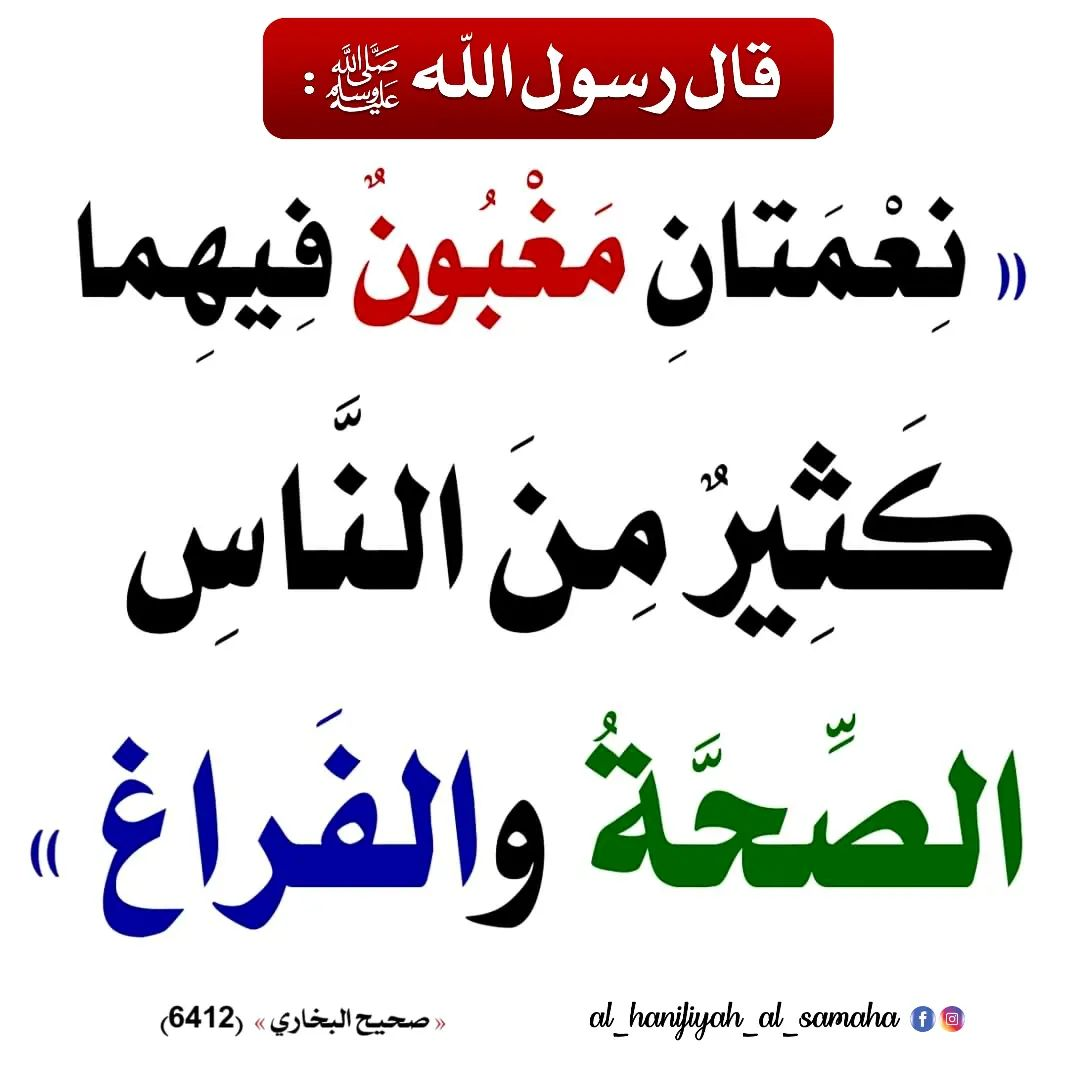 قال رسول الله ﷺ :
(( نِعْمَتانِ مَغْبُونٌ فِيهِما
كَثِيرٌ مِنَ النَّاسِ
الصِّحَّةُ والفَراغ ))
« صحيح البخاري » (6412)
al_hanifiyah_al_samaha